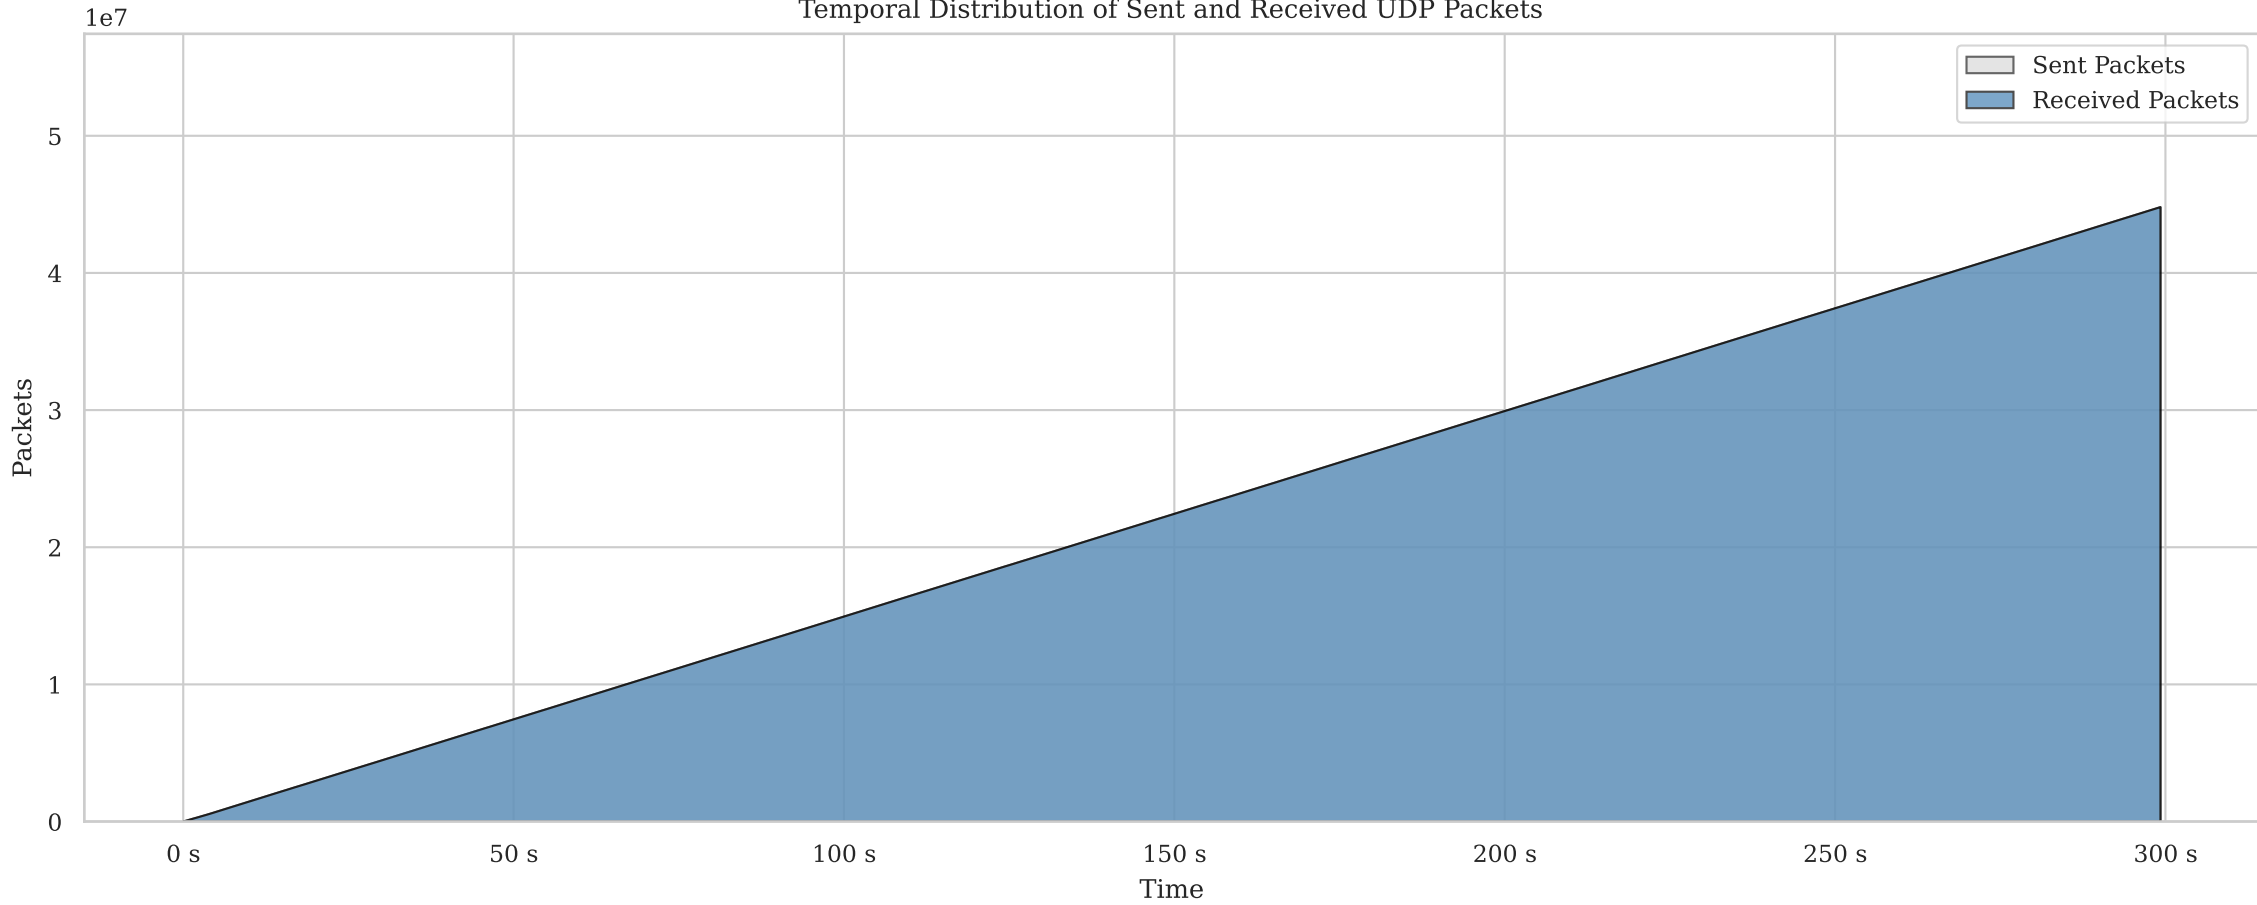 Temporal Distribution of Sent and Received UDP Packets
1e7
Sent Packets
Received Packets
5
4
3
2
1
0
Packets
0 s 50 s 100 s 150 s 200 s 250 s 300 s
Time